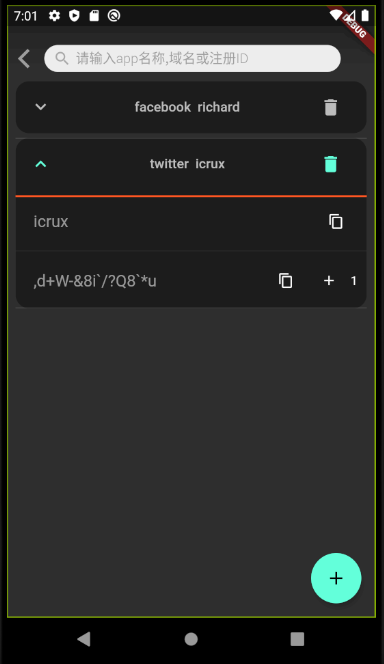 7:01
DEBUG
请输入app名称,域名或注册ID
facebook richard
twitter icrux
icrux
,d+W-&8i`/?Q8`*u
1